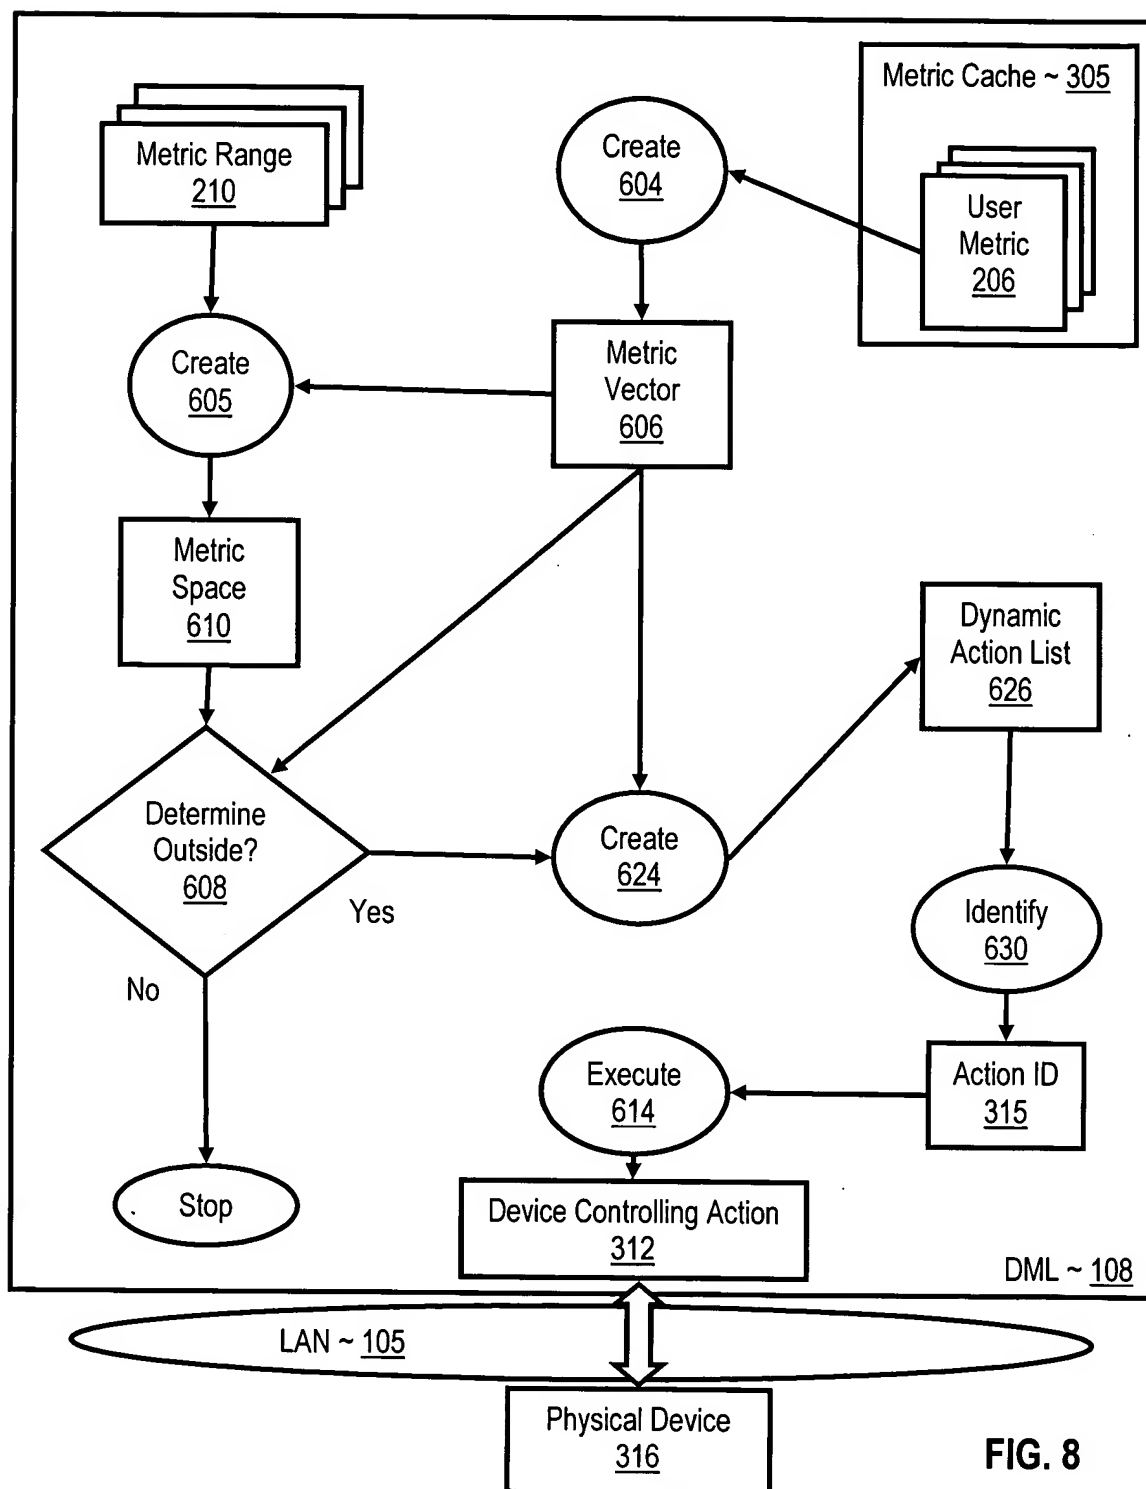 Metric Cache ~ 305
Metric Range
210
Create
604
User
Metric
206
Create
605
Metric
Vector
606
Metric
Space
610
Dynamic
Action List
626
Determine
Outside?
608
Create
624
Yes
Identify
630
No
Execute
614
Action ID
315
Stop
Device Controlling Action
312
DML ~ 108
LAN ~ 105
Physical Device
316
FIG. 8